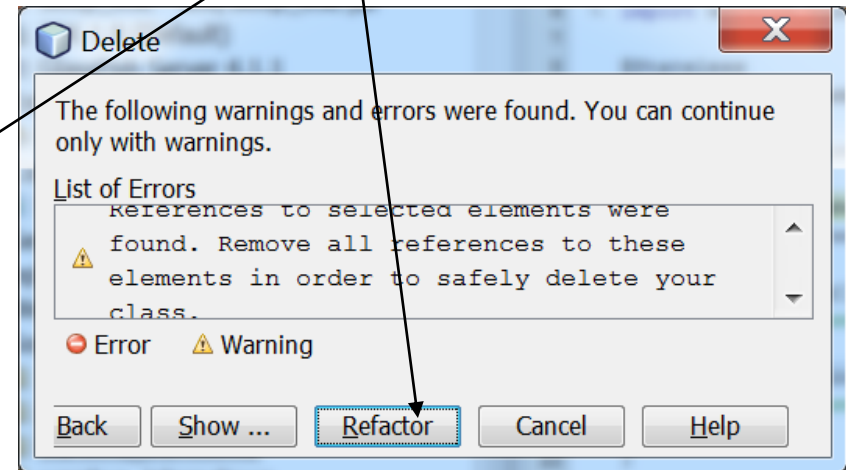 Delete
The following warnings and errors were found. You can continue
only with warnings.
List of Errors
References to selected elements were
found. Remove all references to these
elements in order to safely delete your
class.
Error Warning
Back Show ... Refactor Cancel Help